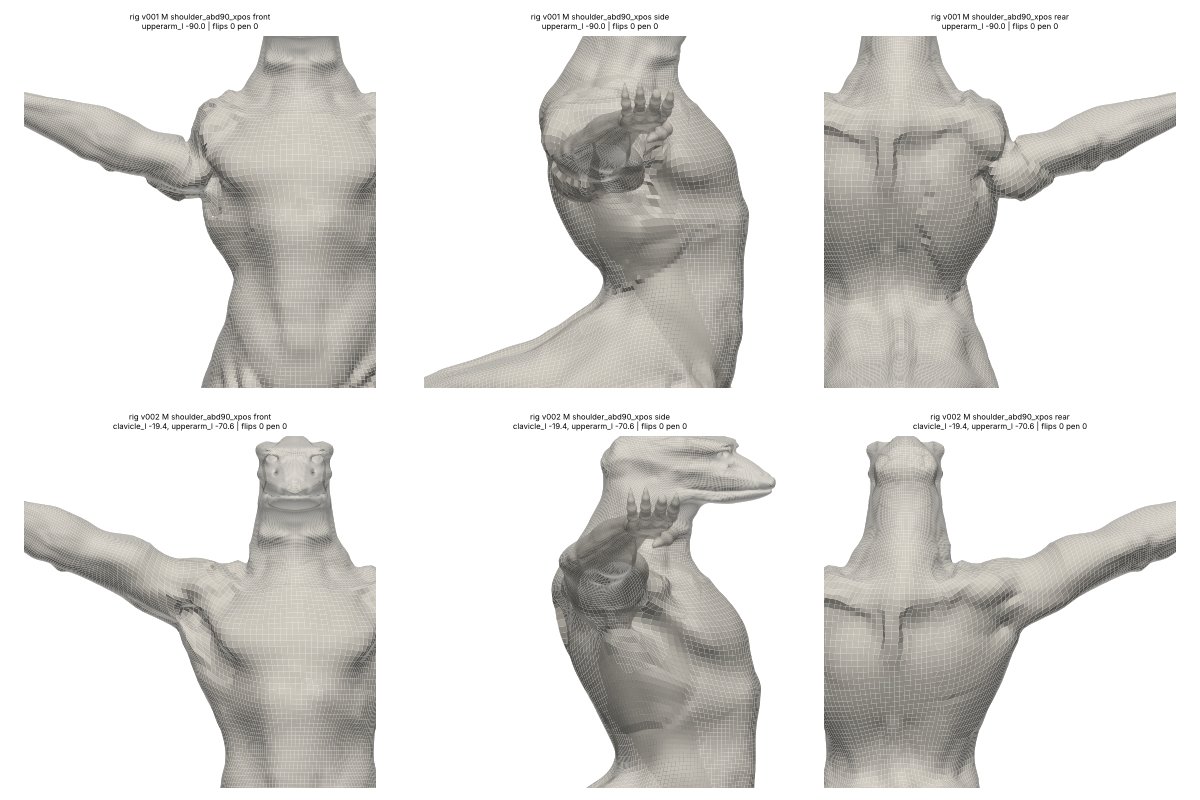 rig v001 M shoulder_abd90_xpos front
upperarm_l -90.0 | flips 0 pen 0
rig v001 M shoulder_abd90_xpos side
upperarm_l -90.0 | flips 0 pen 0
rig v001 M shoulder_abd90_xpos rear
upperarm_l -90.0 | flips 0 pen 0
rig v002 M shoulder_abd90_xpos front
clavicle_l -19.4, upperarm_l -70.6 | flips 0 pen 0
rig v002 M shoulder_abd90_xpos side
clavicle_l -19.4, upperarm_l -70.6 | flips 0 pen 0
rig v002 M shoulder_abd90_xpos rear
clavicle_l -19.4, upperarm_l -70.6 | flips 0 pen 0